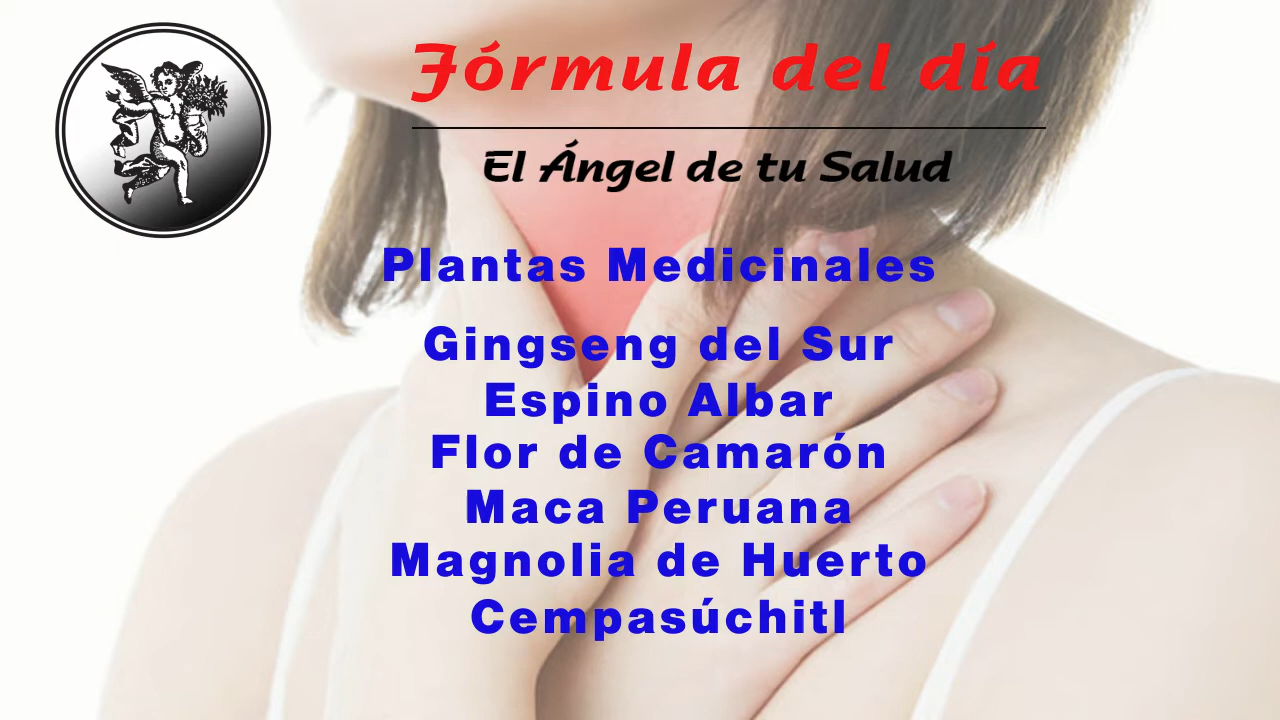 Fórmula del día
El Ángel de tu Salud
Plantas Medicinales
Gingseng del Sur
Espino Albar
Flor de Camarón
Maca Peruana
Magnolia de Huerto
Cempasúchitl